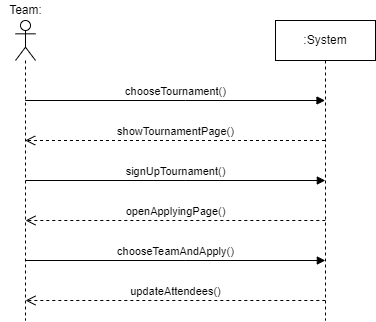 Team:
:System
chooseTournament()
showTournamentPage()
signUpTournament()
openApplyingPage()
chooseTeamAndApply()
updateAttendees()